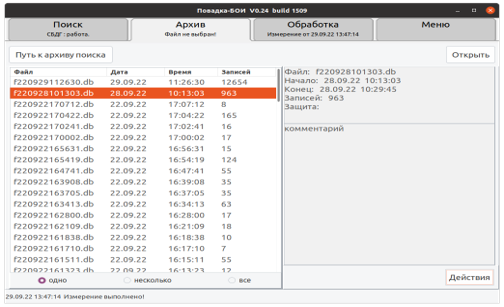 Повадка-БОИ V0.24 build 1509
Поиск
СБДГ : работа.
Архив
Файл не выбран!
Обработка
Измерение от 29.09.22 13:47:14
Меню
Путь к архиву поиска
Открыть
Файл Дата Время Записей
f220929112630.db 29.09.22 11:26:30 12654
f220928101303.db 28.09.22 10:13:03 963
f220922170712.db 22.09.22 17:07:12 8
f220922170422.db 22.09.22 17:04:22 165
f220922170241.db 22.09.22 17:02:41 16
f220922170002.db 22.09.22 17:00:02 17
f220922165631.db 22.09.22 16:56:31 15
f220922165419.db 22.09.22 16:54:19 124
f220922164741.db 22.09.22 16:47:41 55
f220922163908.db 22.09.22 16:39:08 35
f220922163705.db 22.09.22 16:37:05 35
f220922163413.db 22.09.22 16:34:13 63
f220922162800.db 22.09.22 16:28:00 17
f220922162109.db 22.09.22 16:21:09 18
f220922161838.db 22.09.22 16:18:38 10
f220922161710.db 22.09.22 16:17:10 7
f220922161511.db 22.09.22 16:15:11 55
f220922161323.db 22.09.22 16:13:23 12
одно несколько все
Файл: f220928101303.db
Начало: 28.09.22 10:13:03
Конец: 28.09.22 10:29:45
Записей: 963
Защита:
комментарий
Действия
29.09.22 13:47:14 Измерение выполнено!